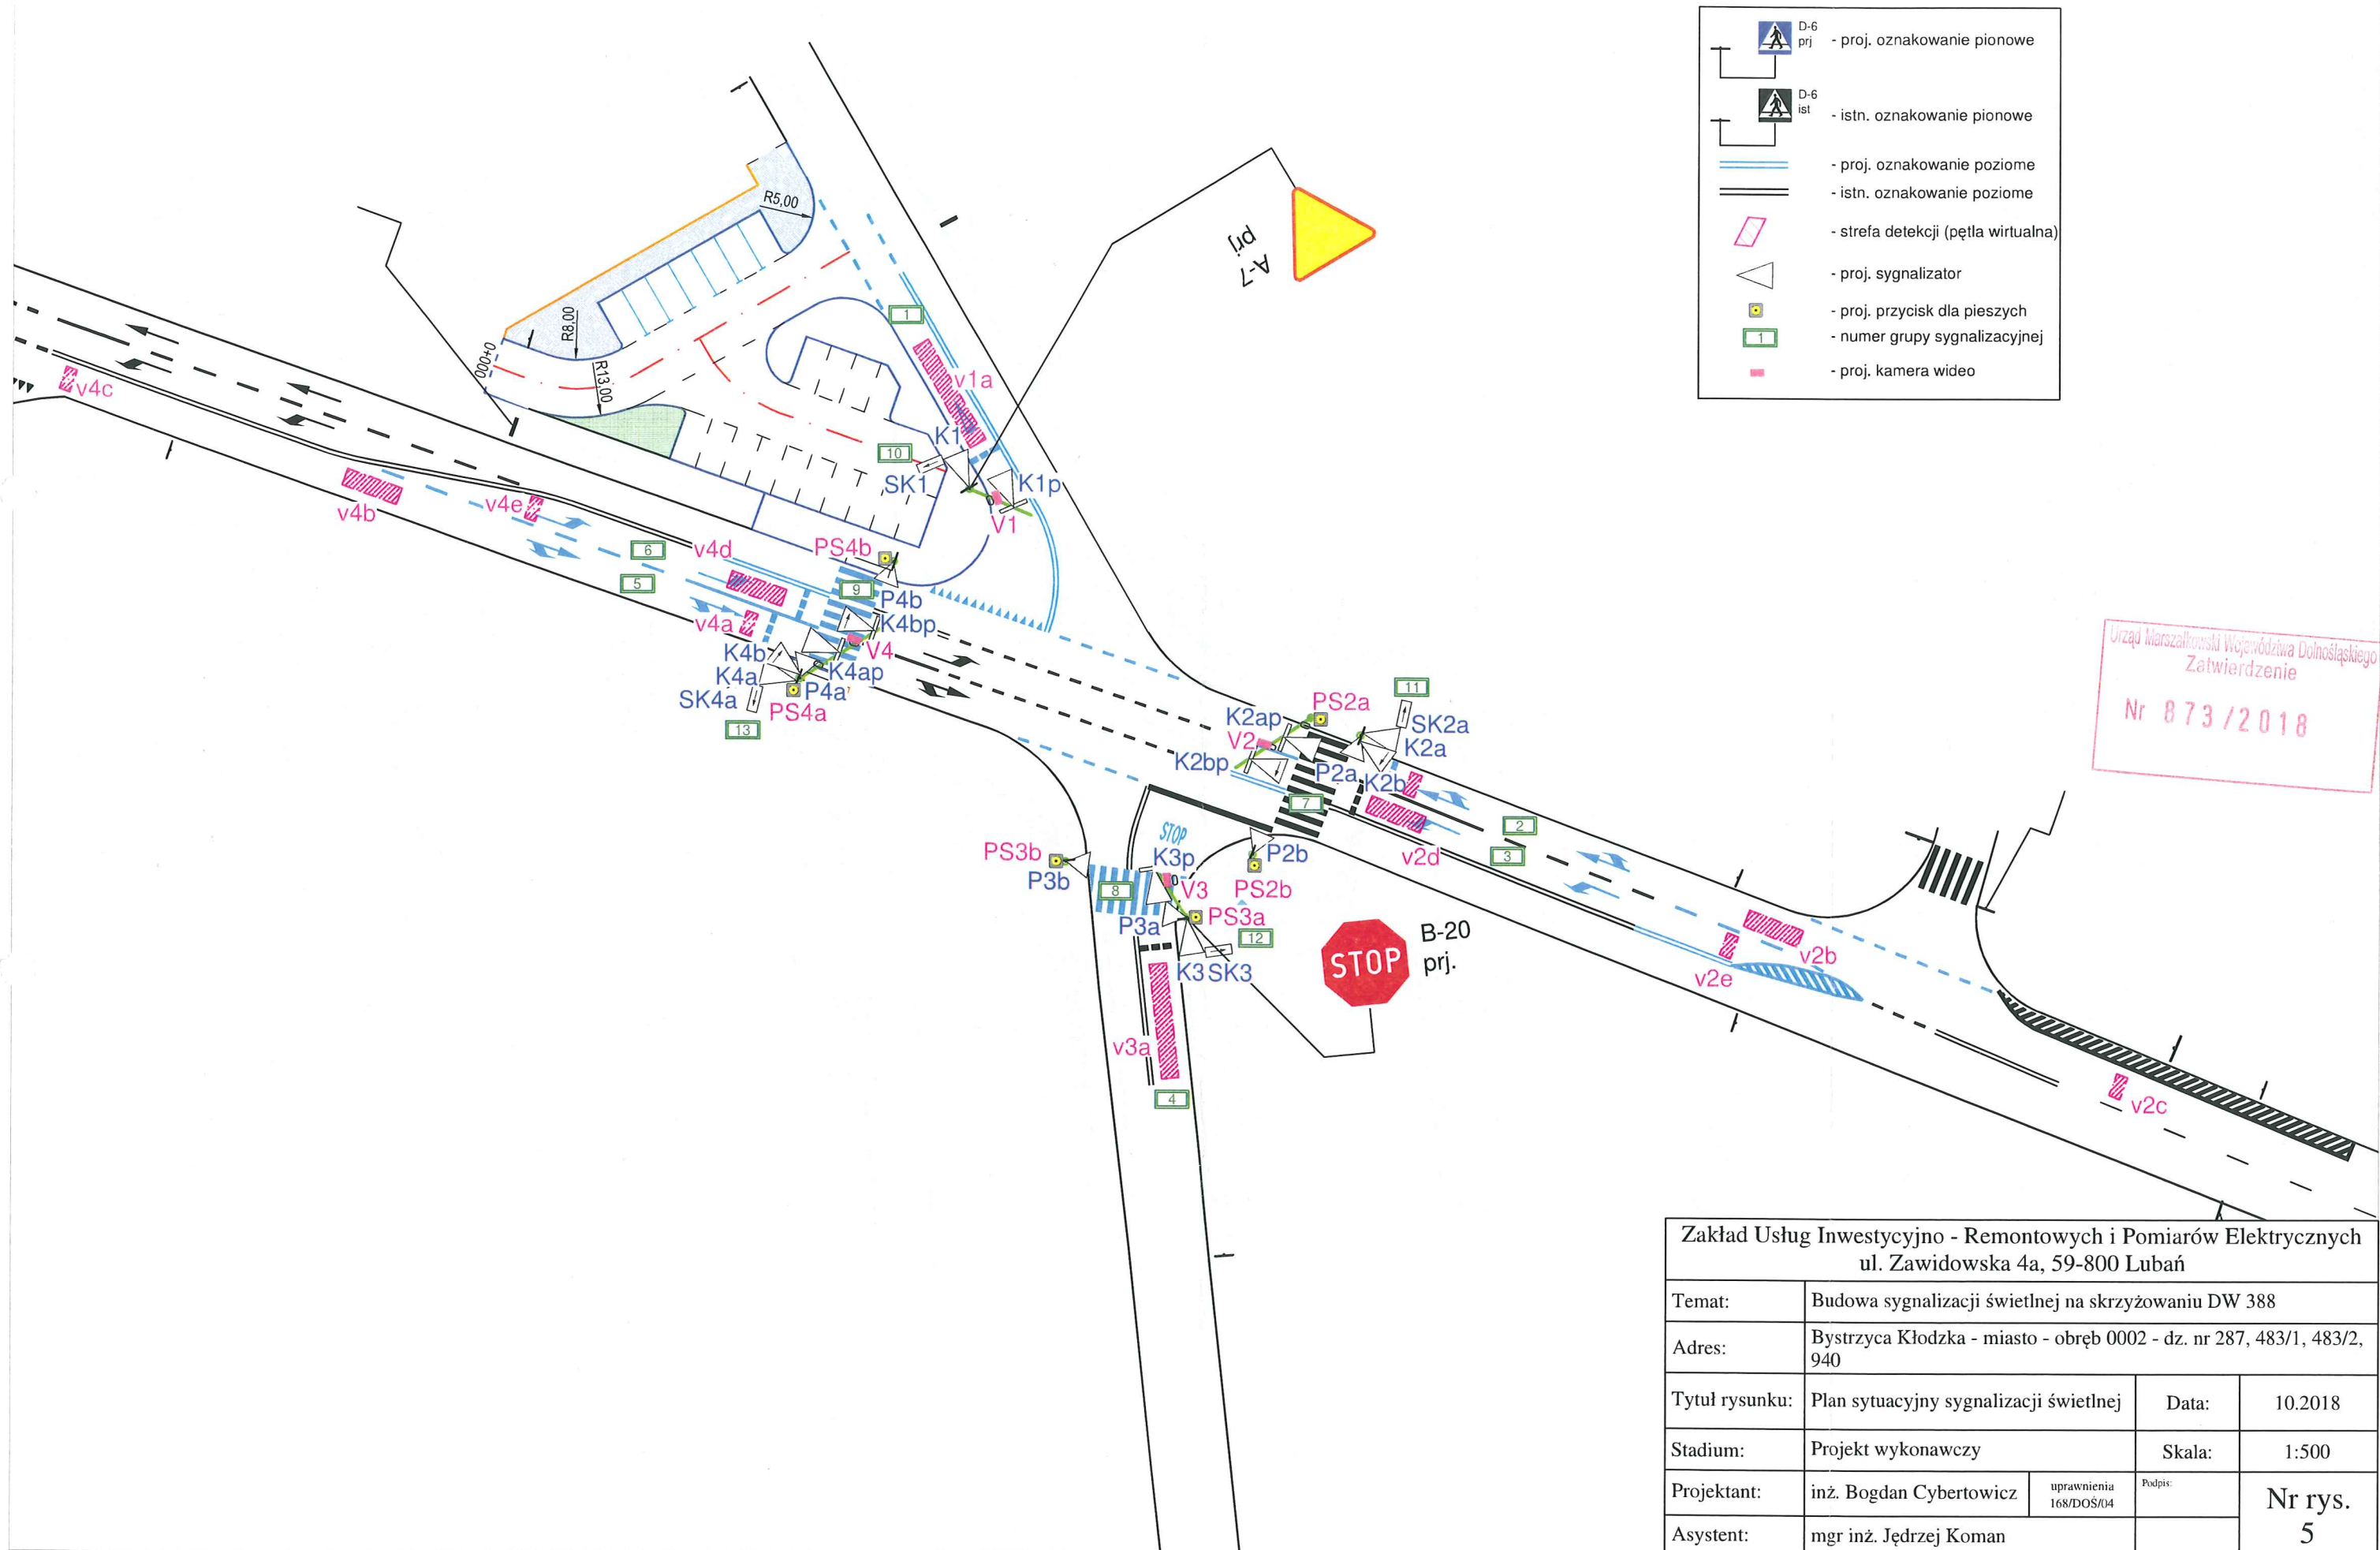 D-6
prj
- proj. oznakowanie pionowe
D-6
ist
- istn. oznakowanie pionowe
- proj. oznakowanie poziome
- istn. oznakowanie poziome
- strefa detekcji (pętla wirtualna)
- proj. sygnalizator
- proj. przycisk dla pieszych
1
- numer grupy sygnalizacyjnej
- proj. kamera wideo
R5,00
R8,00
R13,00
0+000
A-7
prj
1
v1a
K1
10
SK1
K1p
V1
v4c
v4b
v4e
6
5
v4d
PS4b
9
P4b
K4bp
v4a
V4
K4b
K4a
K4ap
P4a
SK4a
PS4a
13
11
PS2a
K2ap
SK2a
V2
K2a
K2bp
P2a
K2b
7
2
3
v2d
STOP
PS3b
K3p
P2b
P3b
8
V3
PS2b
P3a
PS3a
12
K3
SK3
STOP
B-20
prj.
v3a
4
v2b
v2e
v2c
Urząd Marszałkowski Województwa Dolnośląskiego
Zatwierdzenie
Nr 873/2018
Zakład Usług Inwestycyjno - Remontowych i Pomiarów Elektrycznych
ul. Zawidowska 4a, 59-800 Lubań
Temat:
Budowa sygnalizacji świetlnej na skrzyżowaniu DW 388
Adres:
Bystrzyca Kłodzka - miasto - obręb 0002 - dz. nr 287, 483/1, 483/2,
940
Tytuł rysunku:
Plan sytuacyjny sygnalizacji świetlnej
Data:
10.2018
Stadium:
Projekt wykonawczy
Skala:
1:500
Projektant:
inż. Bogdan Cybertowicz
uprawnienia
168/DOŚ/04
Podpis:
Nr rys.
5
Asystent:
mgr inż. Jędrzej Koman